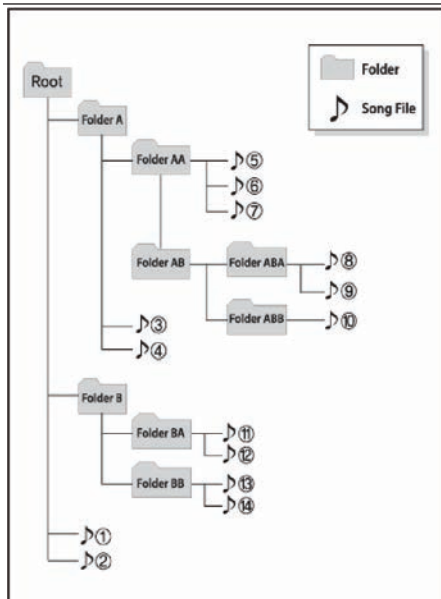 Root
Folder
Song File
Folder A
Folder AA
⑤
⑥
⑦
Folder AB
Folder ABA
⑧
⑨
Folder ABB
⑩
③
④
Folder B
Folder BA
⑪
⑫
Folder BB
⑬
⑭
①
②